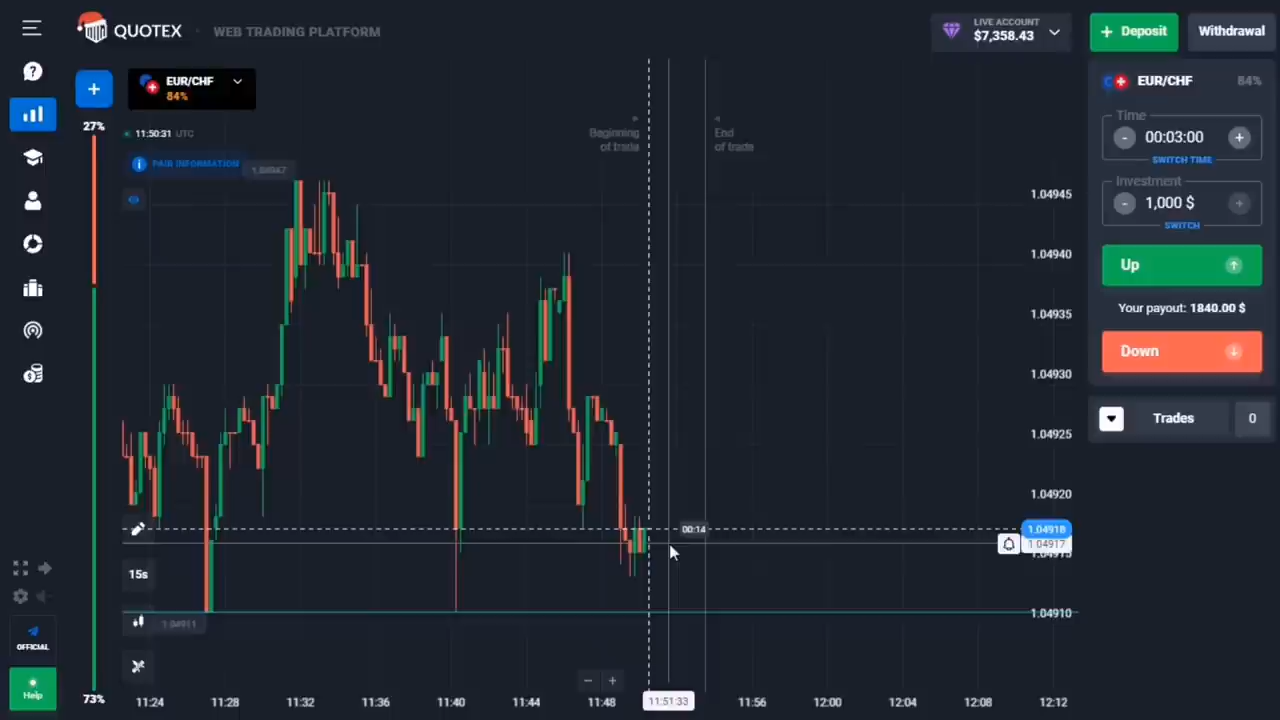 QUOTEX
WEB TRADING PLATFORM
LIVE ACCOUNT
$7,358.43
+ Deposit
Withdrawal
+
EUR/CHF
84%
27%
11:50:31 UTC
PAIR INFORMATION
1.04947
Beginning
of trade
End
of trade
EUR/CHF
84%
Time
- 00:03:00 +
SWITCH TIME
Investment
- 1,000 $ +
SWITCH
Up
Your payout: 1840.00 $
Down
Trades
0
1.04945
1.04940
1.04935
1.04930
1.04925
1.04920
1.04918
1.04917
1.04915
1.04910
00:14
15s
1.04911
OFFICIAL
Help
73%
- +
11:24
11:28
11:32
11:36
11:40
11:44
11:48
11:51:33
11:56
12:00
12:04
12:08
12:12